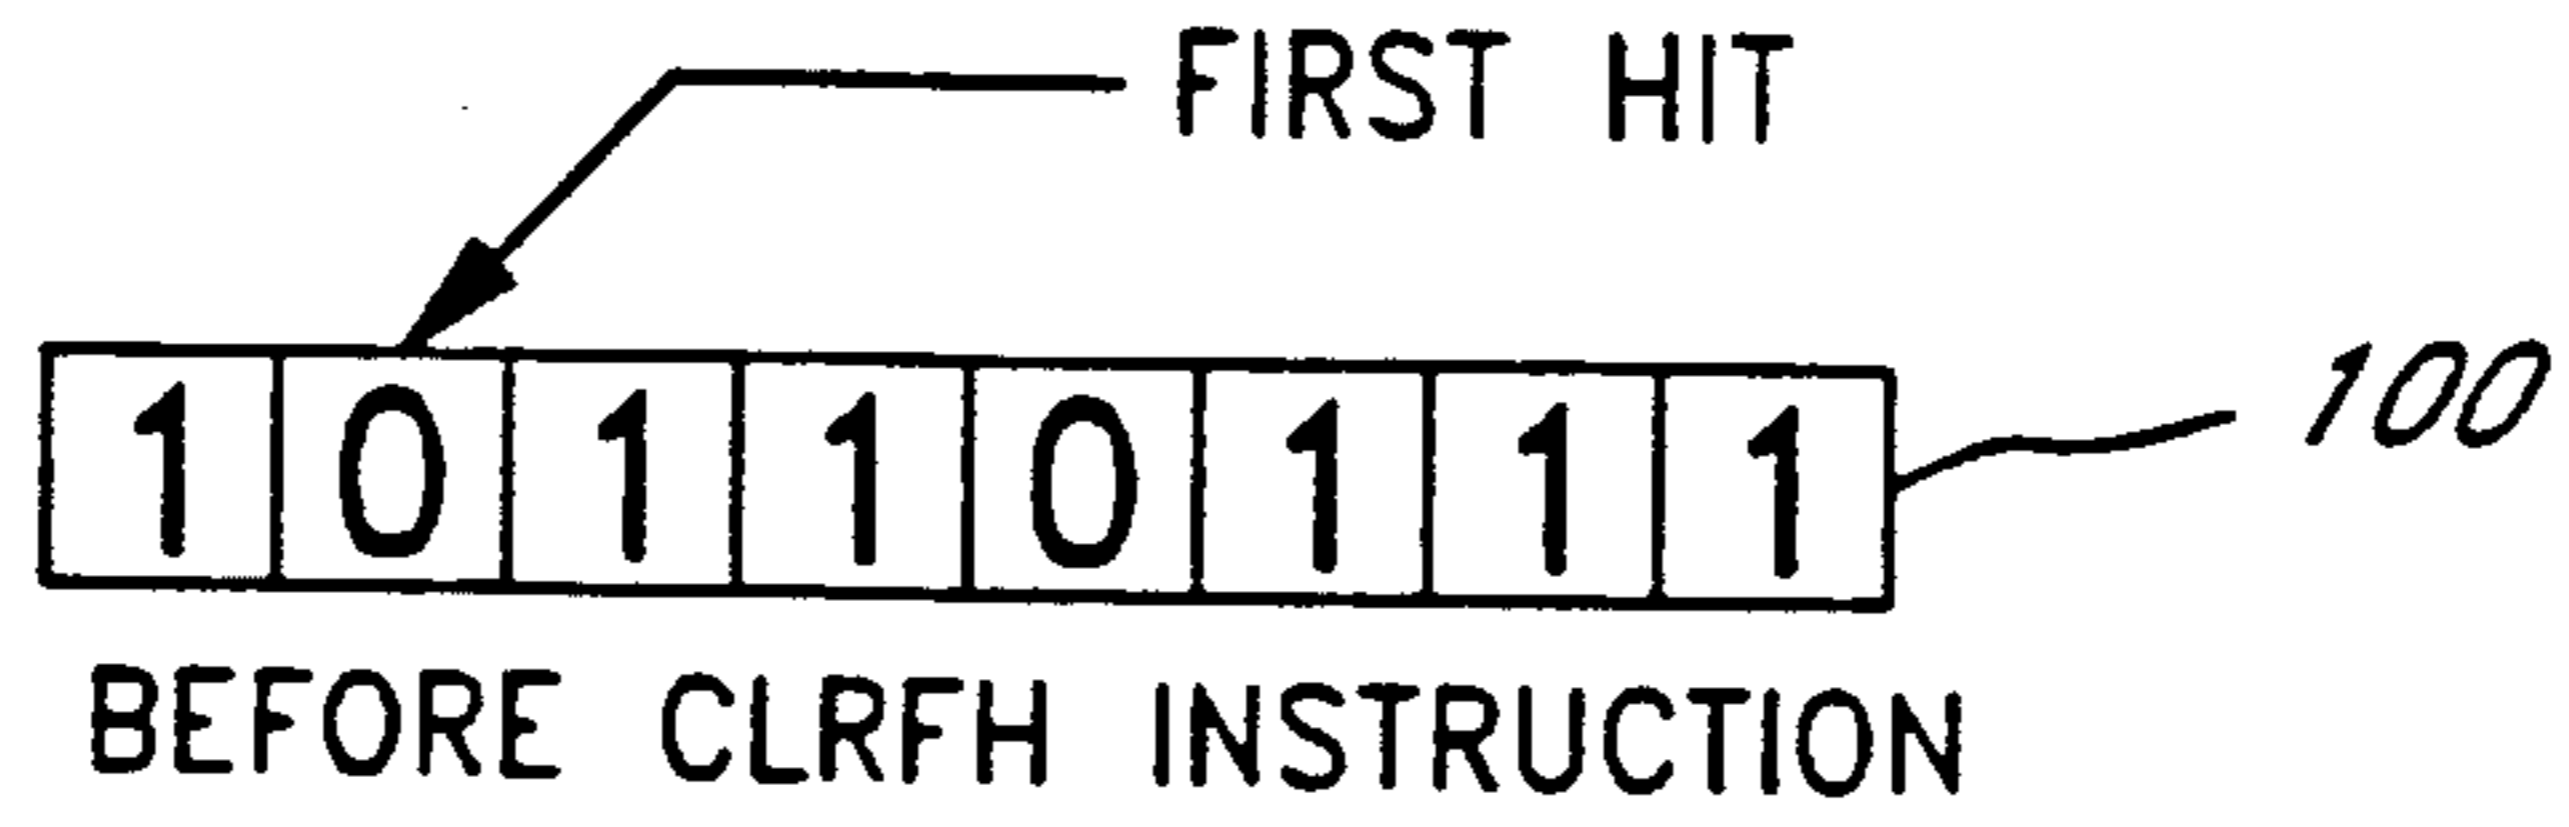 FIRST HIT
1 0 1 1 0 1 1 1
100
BEFORE CLRFH INSTRUCTION